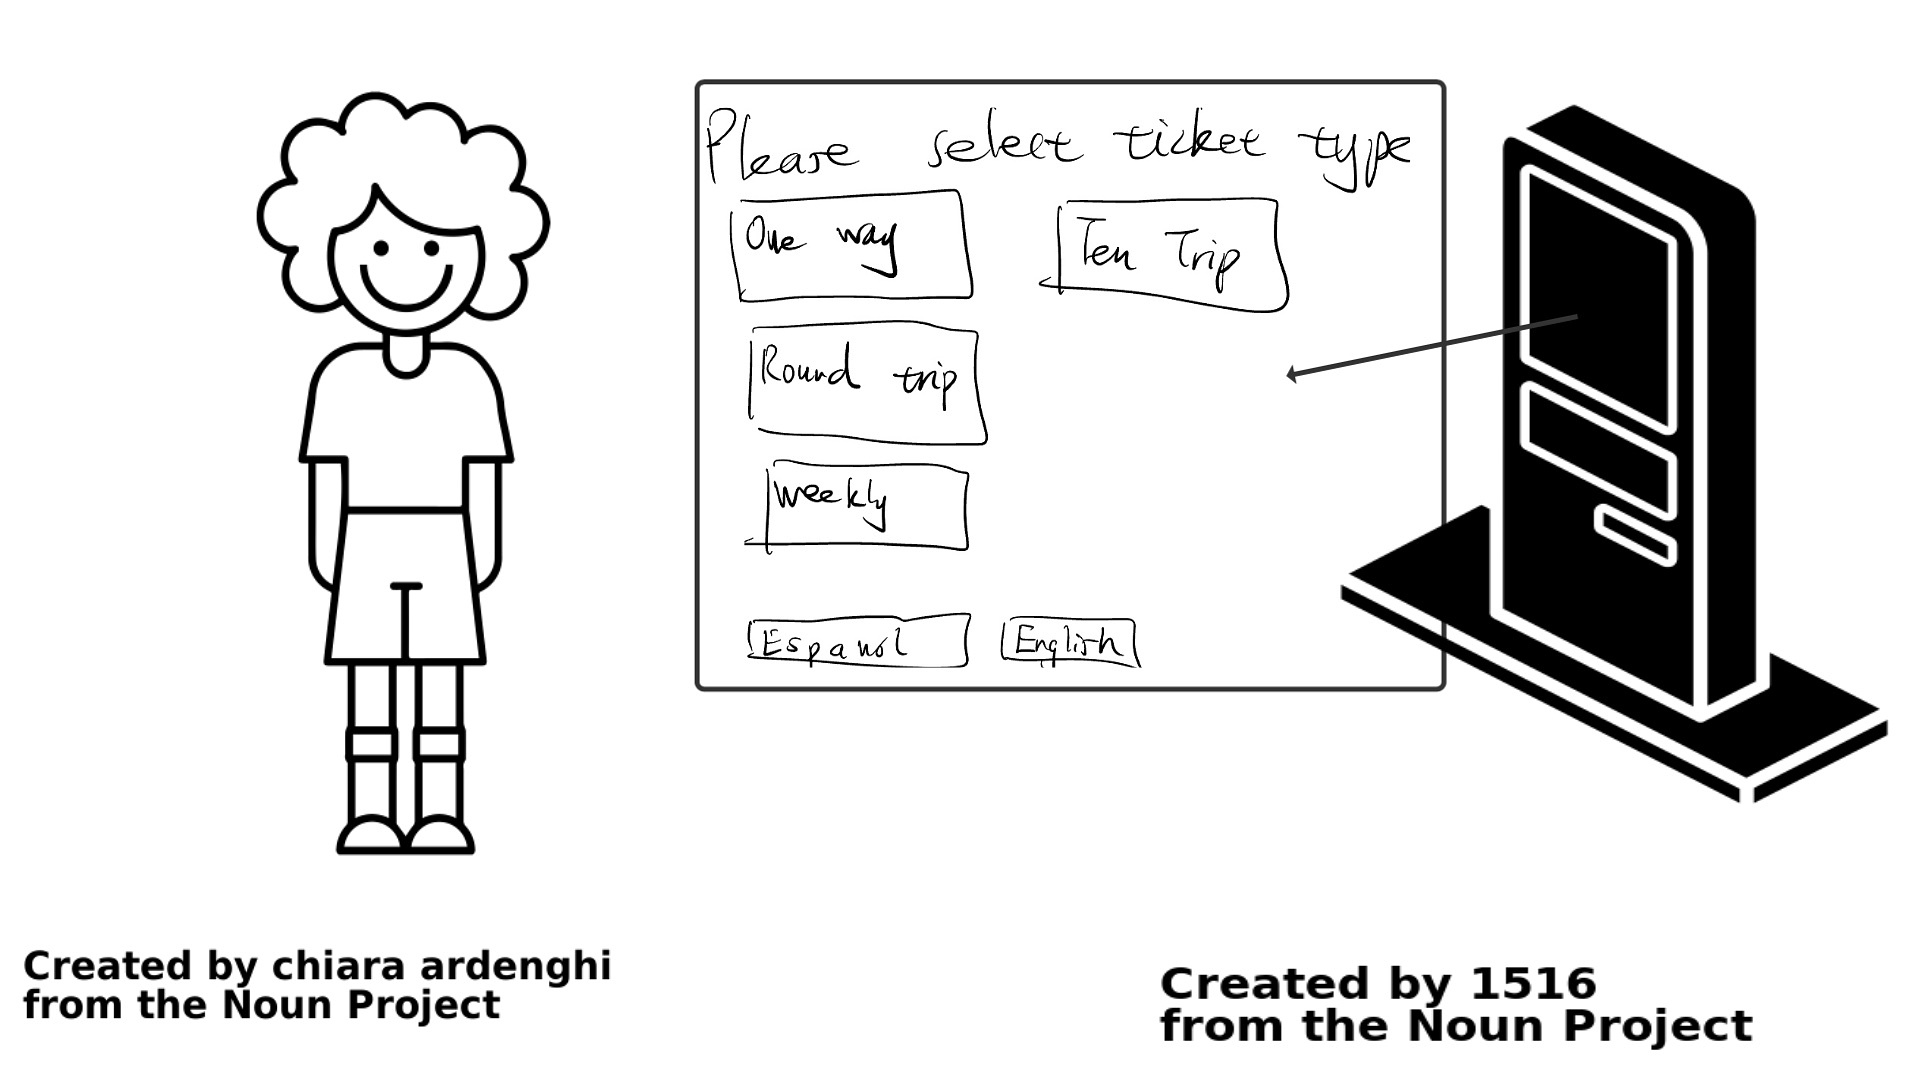 Please select ticket type
One way
Ten Trip
Round trip
weekly
Espanol
English
Created by chiara ardenghi
from the Noun Project
Created by 1516
from the Noun Project